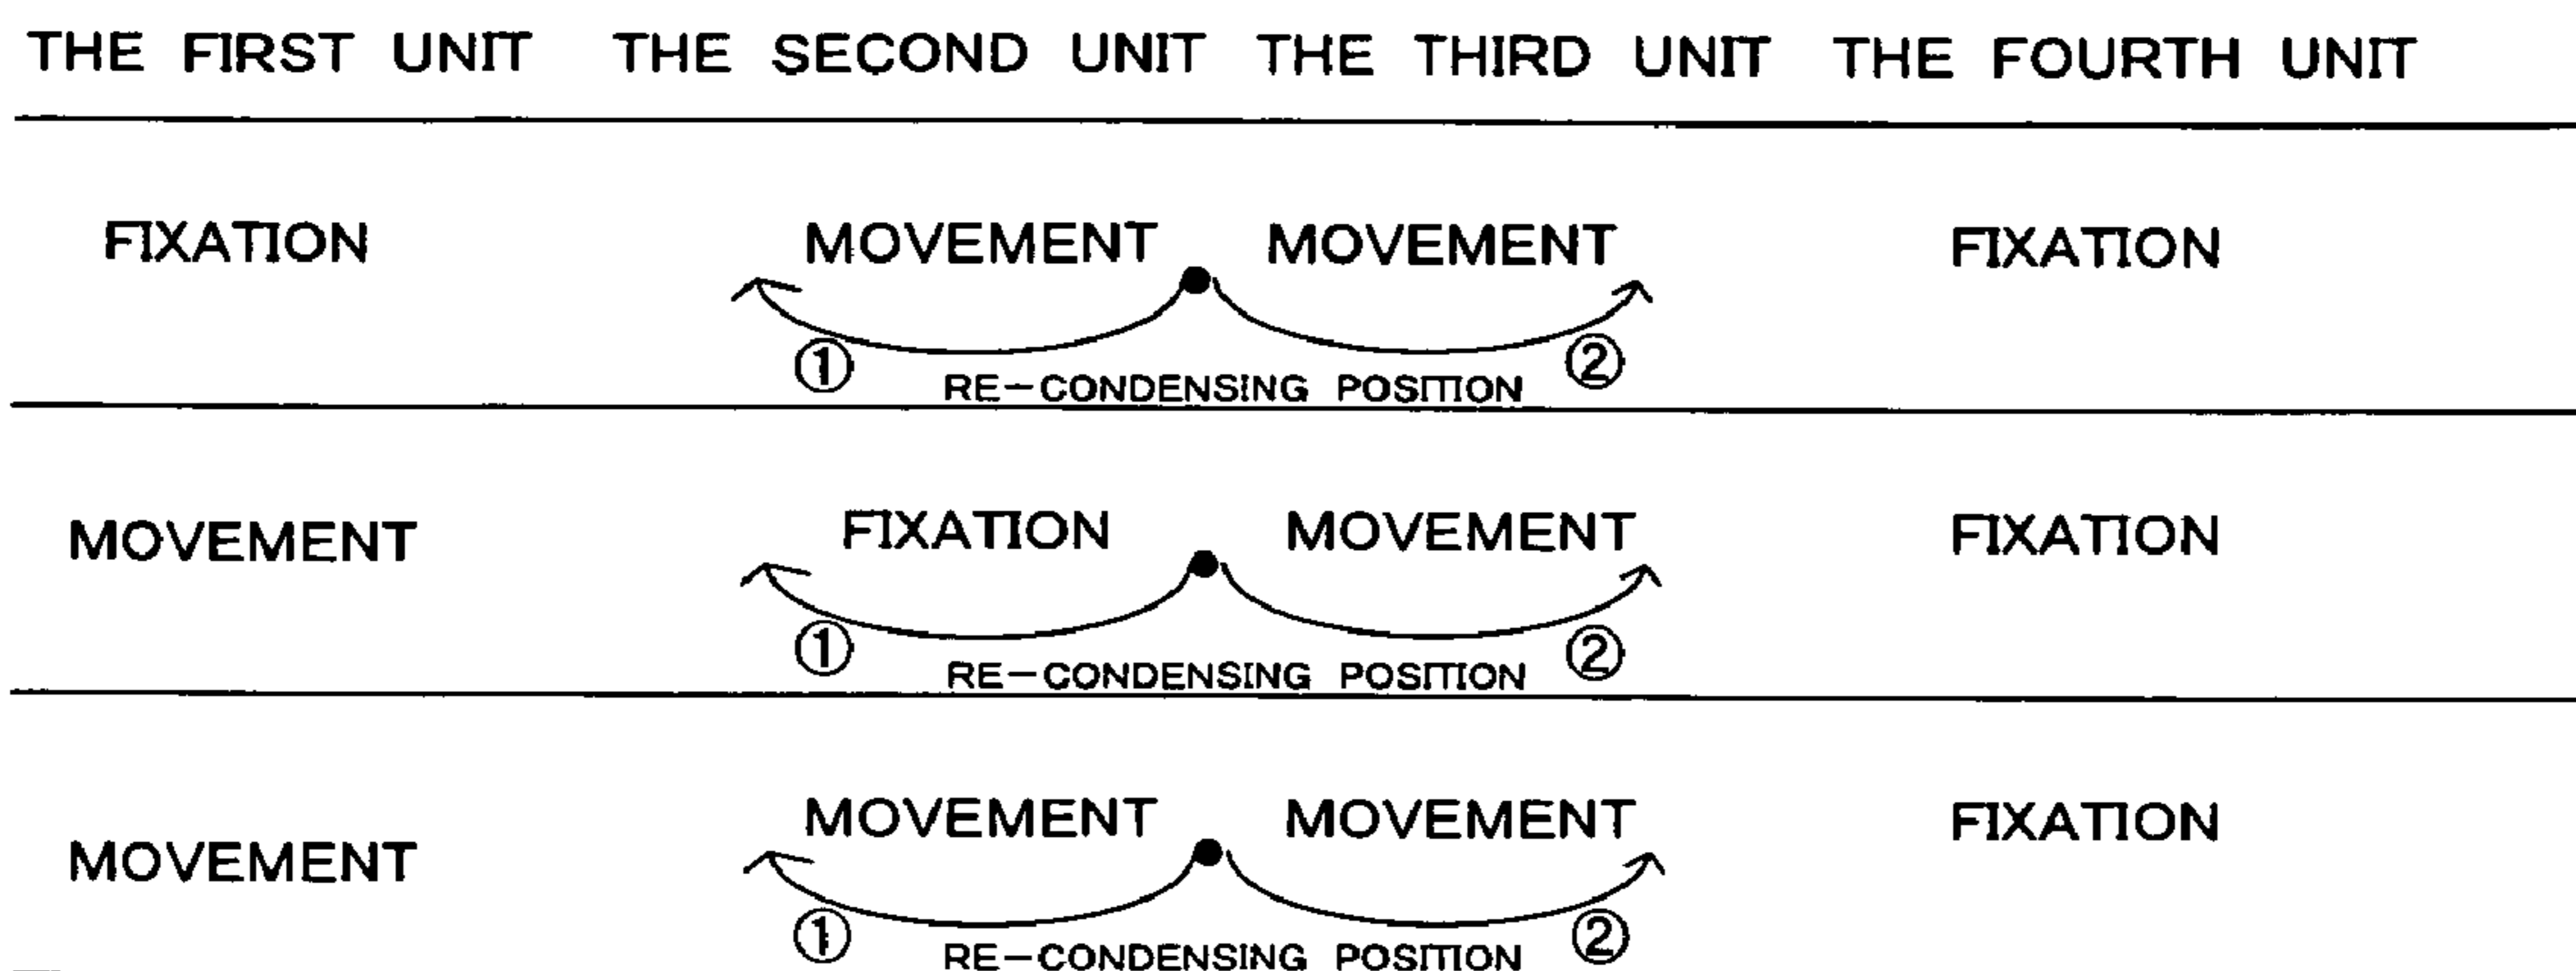 THE FIRST UNIT THE SECOND UNIT THE THIRD UNIT THE FOURTH UNIT
FIXATION MOVEMENT MOVEMENT FIXATION
① ②
RE-CONDENSING POSITION
MOVEMENT FIXATION MOVEMENT FIXATION
① ②
RE-CONDENSING POSITION
MOVEMENT MOVEMENT MOVEMENT FIXATION
① ②
RE-CONDENSING POSITION